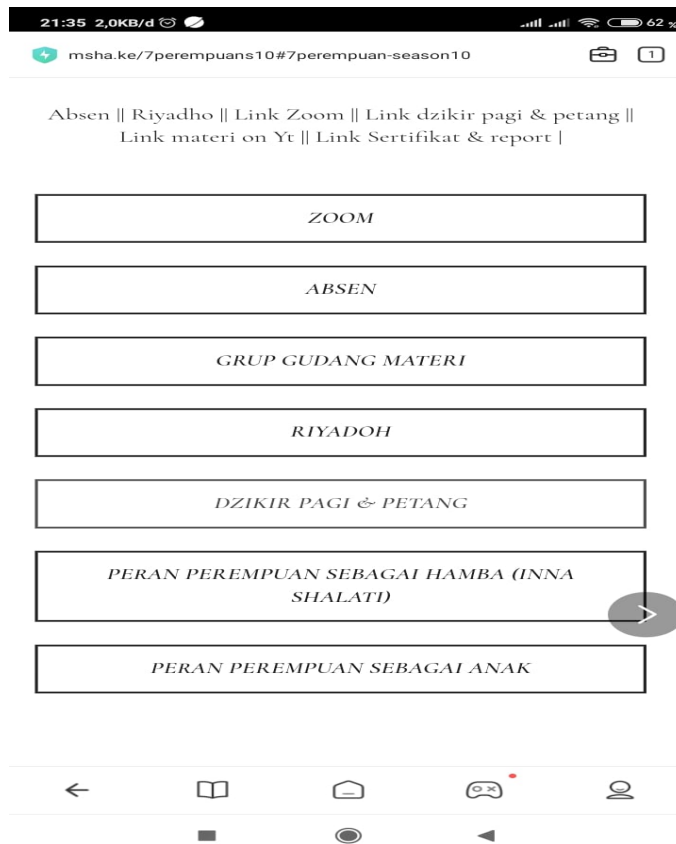 21:35 2,0KB/d 62 %
msha.ke/7perempuans10#7perempuan-season10
1
Absen || Riyadho || Link Zoom || Link dzikir pagi & petang ||
Link materi on Yt || Link Sertifikat & report |
ZOOM
ABSEN
GRUP GUDANG MATERI
RIYADOH
DZIKIR PAGI & PETANG
PERAN PEREMPUAN SEBAGAI HAMBA (INNA
SHALATI)
PERAN PEREMPUAN SEBAGAI ANAK